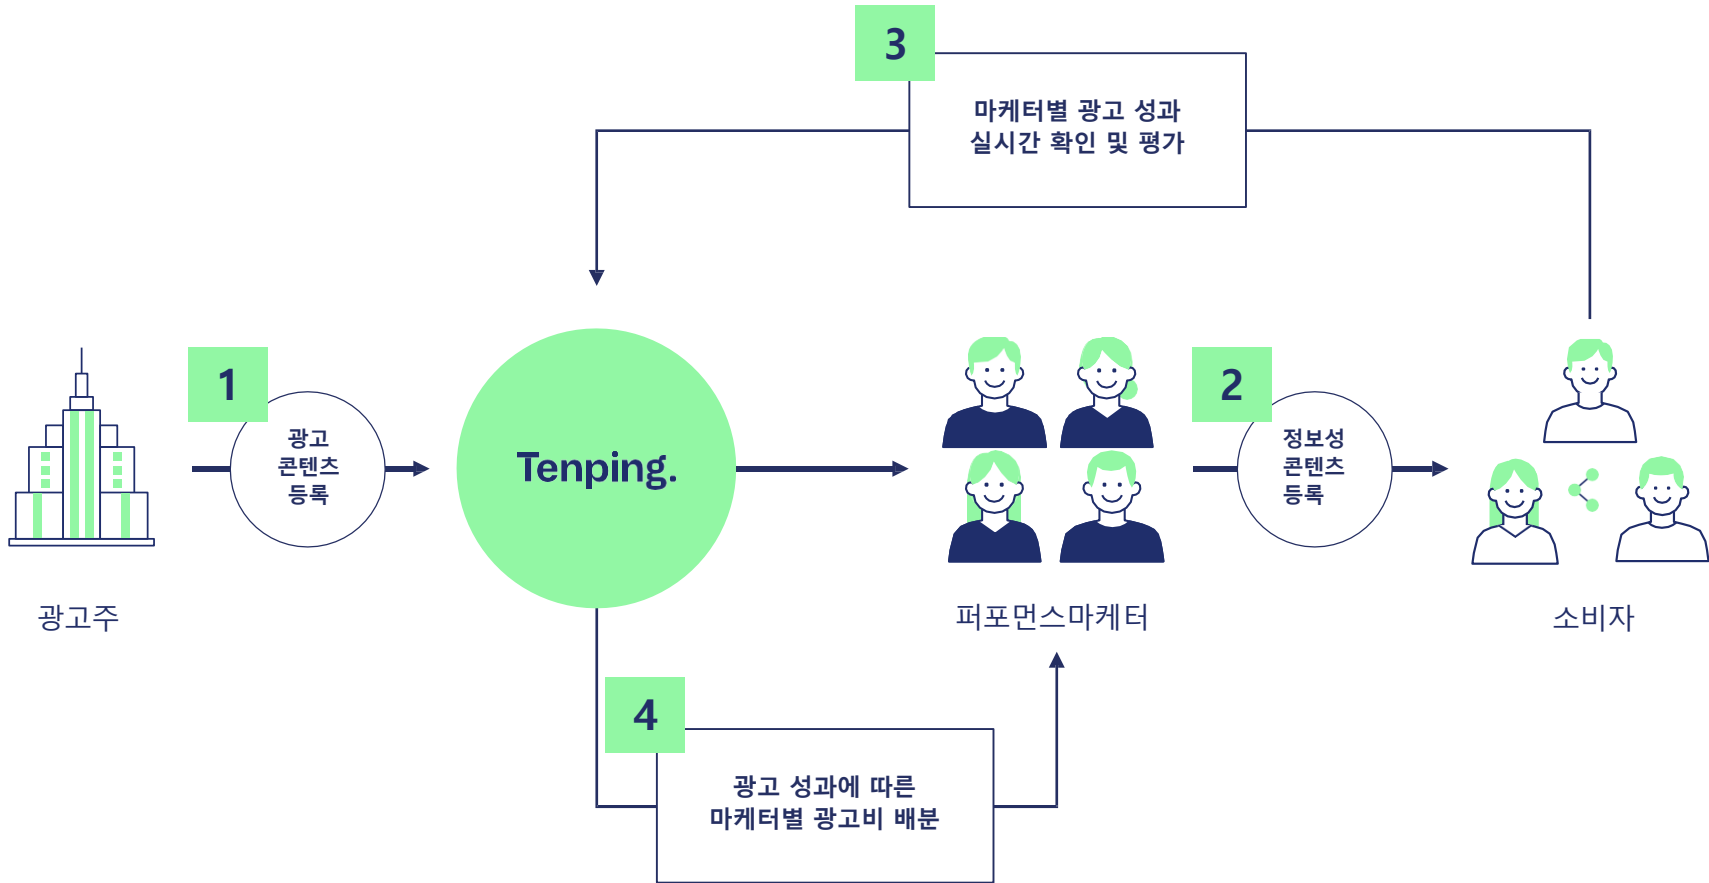 3
마케터별 광고 성과
실시간 확인 및 평가
1
광고
콘텐츠
등록
Tenping.
2
정보성
콘텐츠
등록
광고주
퍼포먼스마케터
소비자
4
광고 성과에 따른
마케터별 광고비 배분